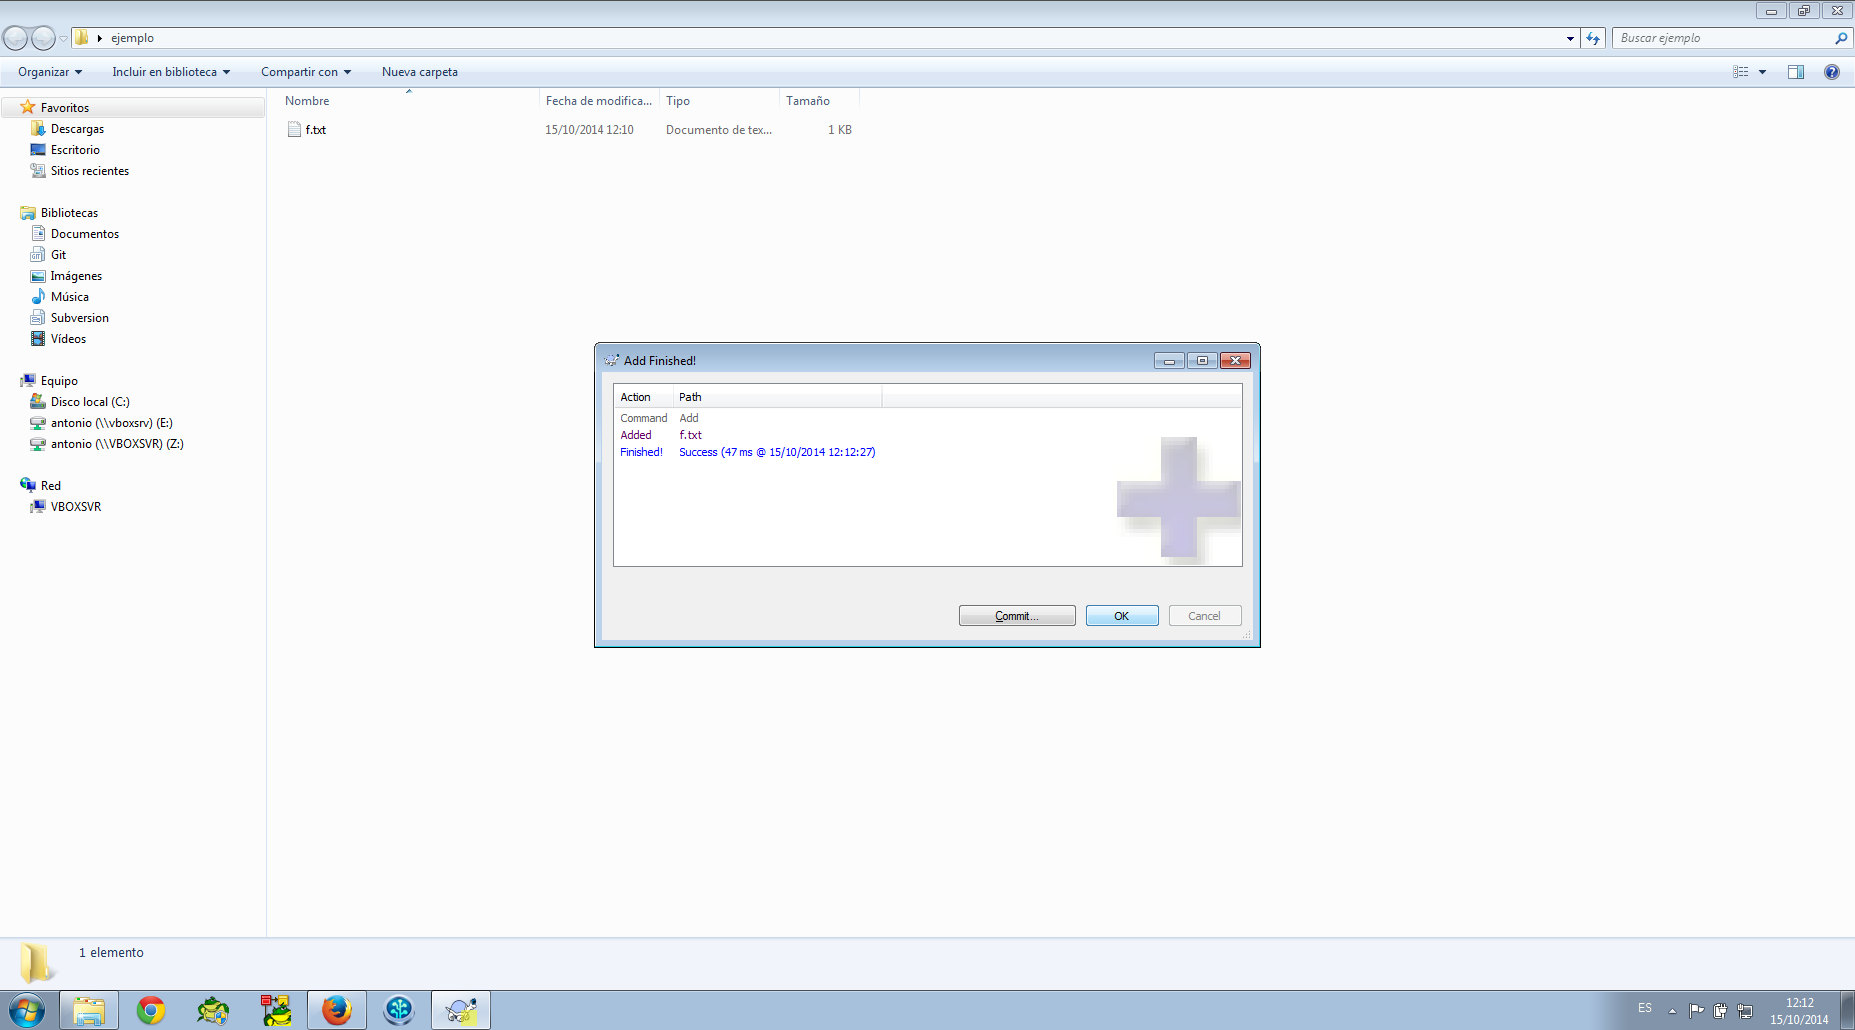 ejemplo
Buscar ejemplo
Organizar Incluir en biblioteca Compartir con Nueva carpeta
Nombre Fecha de modifica... Tipo Tamaño
f.txt 15/10/2014 12:10 Documento de tex... 1 KB
Favoritos
Descargas
Escritorio
Sitios recientes
Bibliotecas
Documentos
Git
Imágenes
Música
Subversion
Vídeos
Equipo
Disco local (C:)
antonio (\\vboxsrv) (E:)
antonio (\\VBOXSVR) (Z:)
Red
VBOXSVR
Add Finished!
Action Path
Command Add
Added f.txt
Finished! Success (47 ms @ 15/10/2014 12:12:27)
Commit... OK Cancel
1 elemento
ES
12:12
15/10/2014